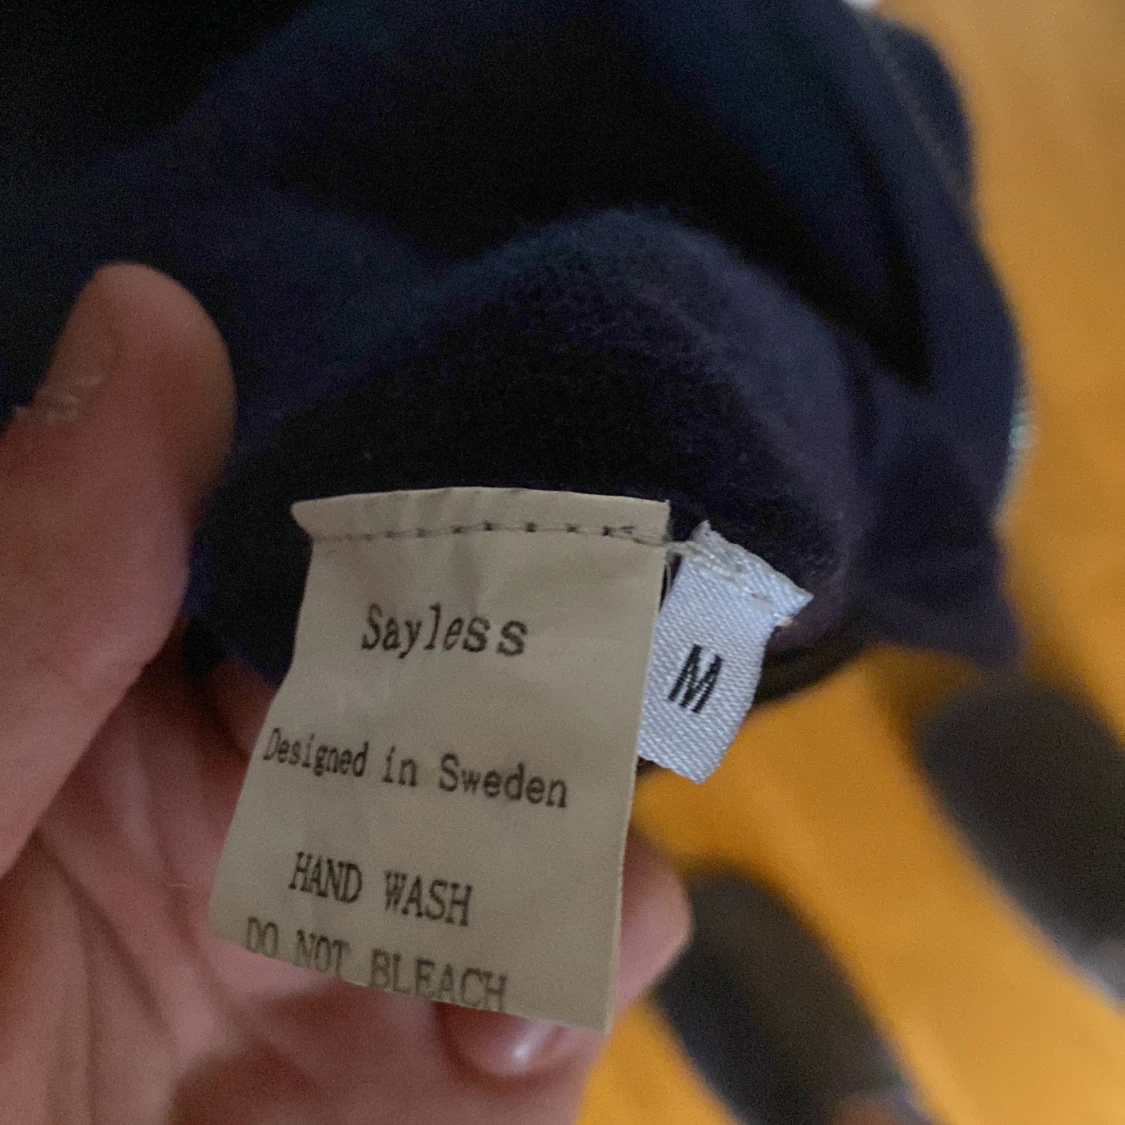 Sayless
M
Designed in Sweden
HAND WASH
DO NOT BLEACH